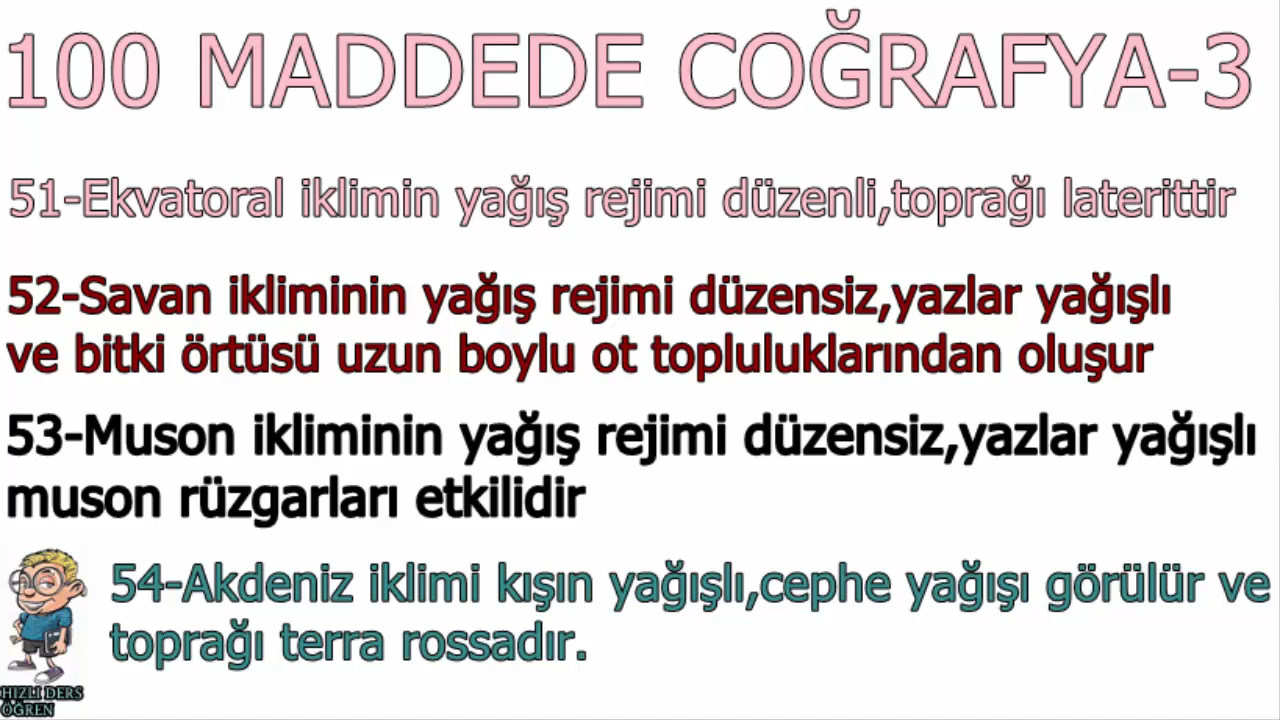 100 MADDEDE COĞRAFYA-3
51-Ekvatoral iklimin yağış rejimi düzenli,toprağı laterittir
52-Savan ikliminin yağış rejimi düzensiz,yazlar yağışlı
ve bitki örtüsü uzun boylu ot topluluklarından oluşur
53-Muson ikliminin yağış rejimi düzensiz,yazlar yağışlı
muson rüzgarları etkilidir
54-Akdeniz iklimi kışın yağışlı,cephe yağışı görülür ve
toprağı terra rossadır.
HIZLI DERS
ÖĞREN